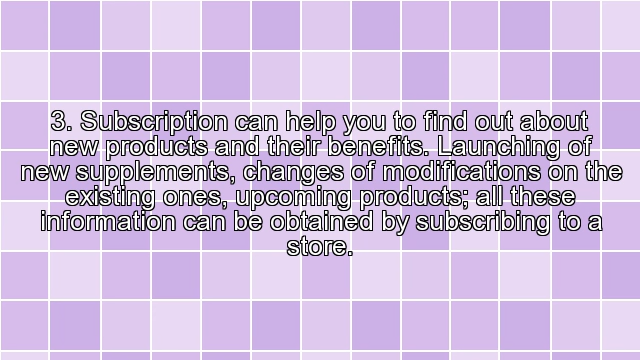 3. Subscription can help you to find out about
new products and their benefits. Launching of
new supplements, changes of modifications on the
existing ones, upcoming products; all these
information can be obtained by subscribing to a
store.